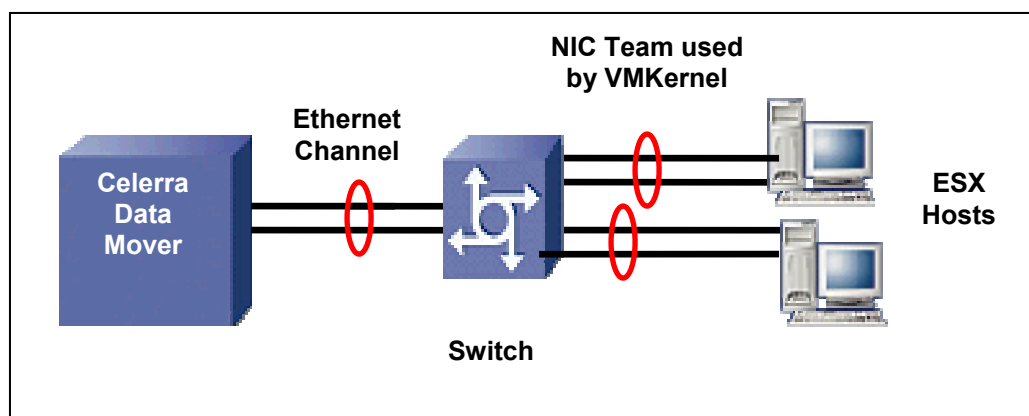 NIC Team used
by VMKernel
Ethernet
Channel
Celerra
Data
Mover
ESX
Hosts
Switch